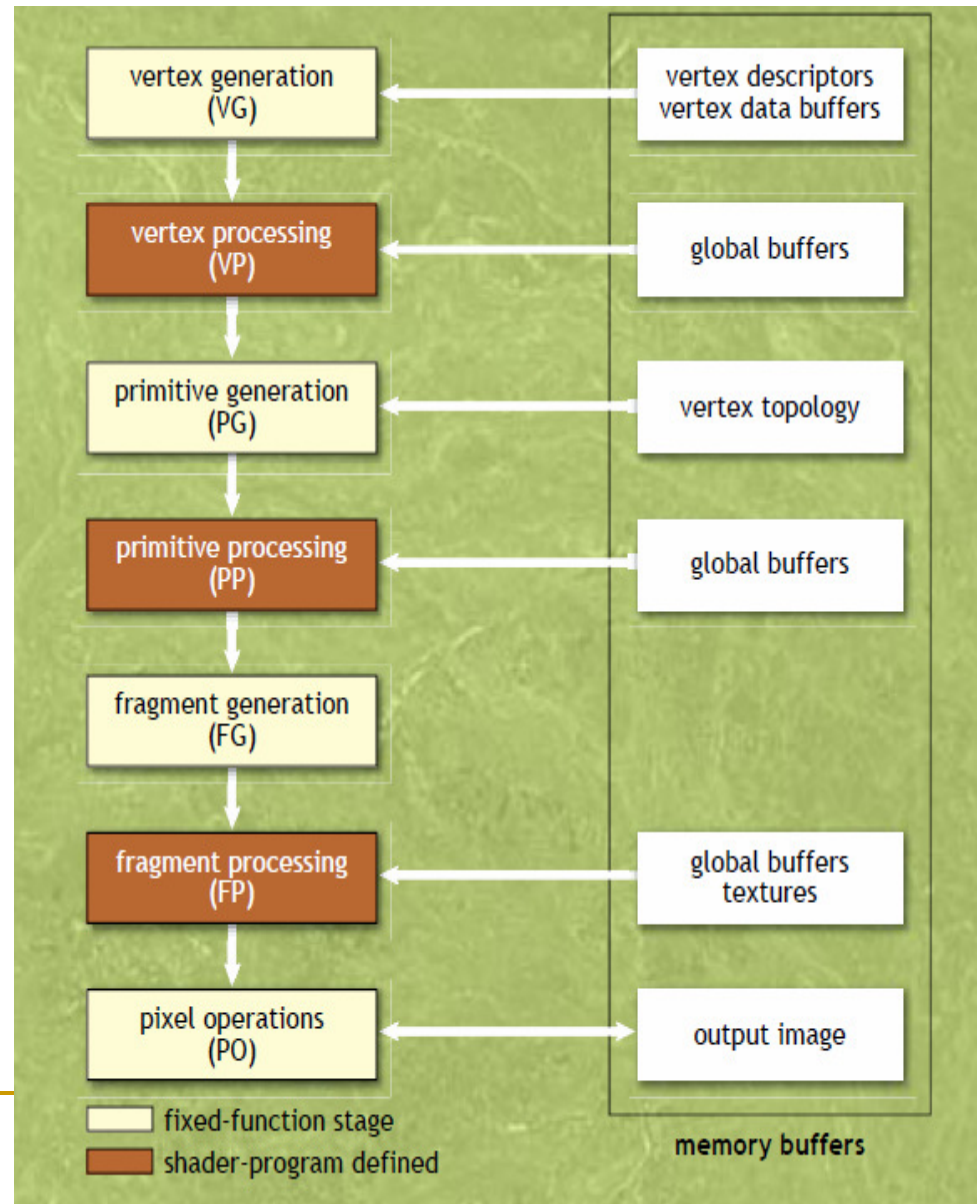 vertex generation
(VG)
vertex descriptors
vertex data buffers
vertex processing
(VP)
global buffers
primitive generation
(PG)
vertex topology
primitive processing
(PP)
global buffers
fragment generation
(FG)
fragment processing
(FP)
global buffers
textures
pixel operations
(PO)
output image
fixed-function stage
shader-program defined
memory buffers